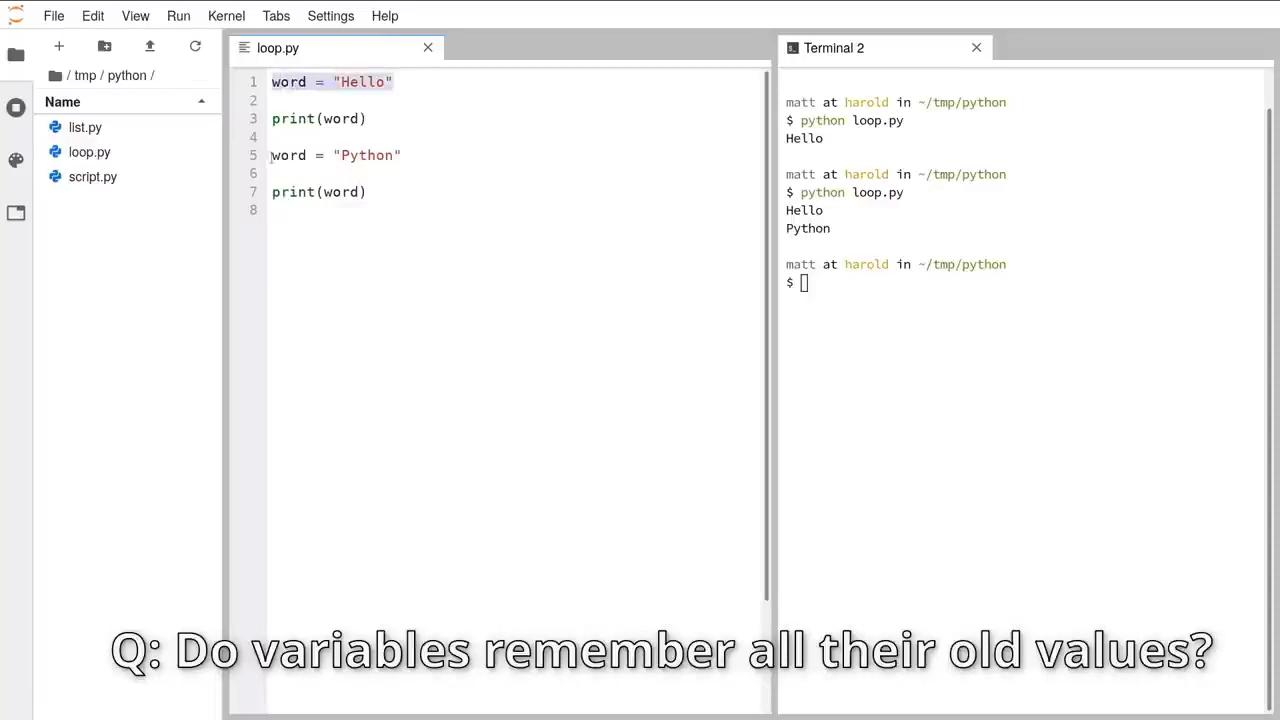 File Edit View Run Kernel Tabs Settings Help
/ tmp / python /
Name
list.py
loop.py
script.py
loop.py
1 word = "Hello"
2
3 print(word)
4
5 word = "Python"
6
7 print(word)
8
Terminal 2
matt at harold in ~/tmp/python
$ python loop.py
Hello
matt at harold in ~/tmp/python
$ python loop.py
Hello
Python
matt at harold in ~/tmp/python
$
Q: Do variables remember all their old values?